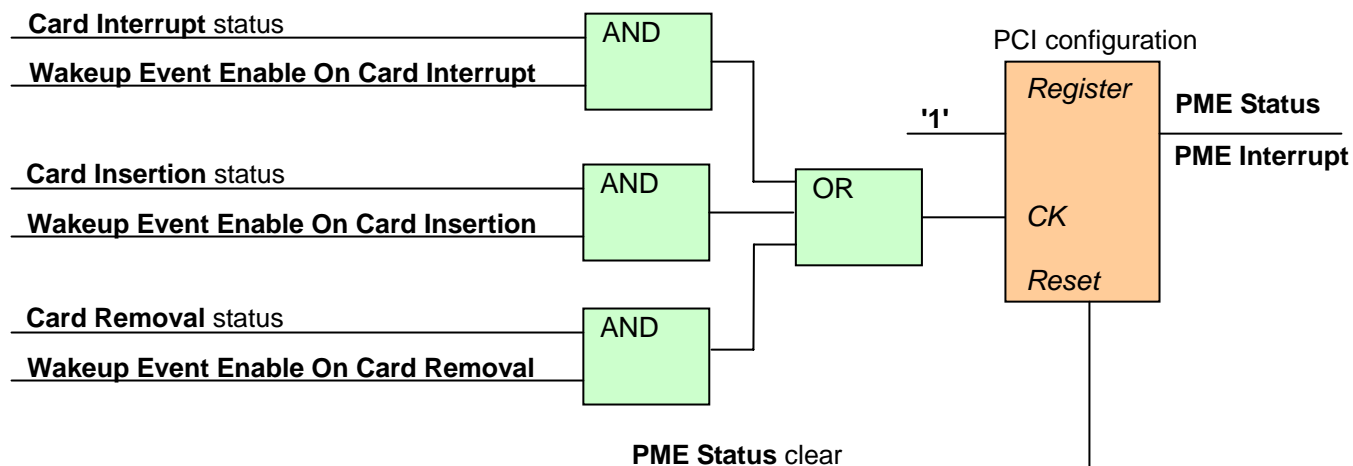 Card Interrupt status
AND
Wakeup Event Enable On Card Interrupt
PCI configuration
Register
'1'
PME Status
PME Interrupt
Card Insertion status
AND
Wakeup Event Enable On Card Insertion
OR
CK
Reset
Card Removal status
AND
Wakeup Event Enable On Card Removal
PME Status clear